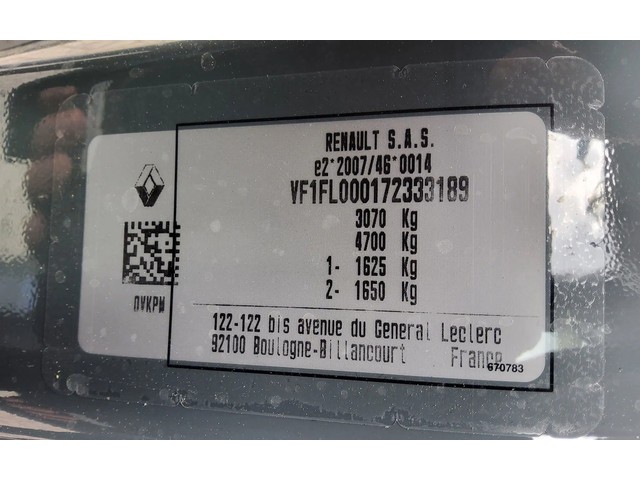 RENAULT S.A.S.
e2*2007/46*0014
VF1FL000172333189
3070 Kg
4700 Kg
1- 1625 Kg
2- 1650 Kg
DVKPW
122-122 bis avenue du General Leclerc
92100 Boulogne-Billancourt France
670783